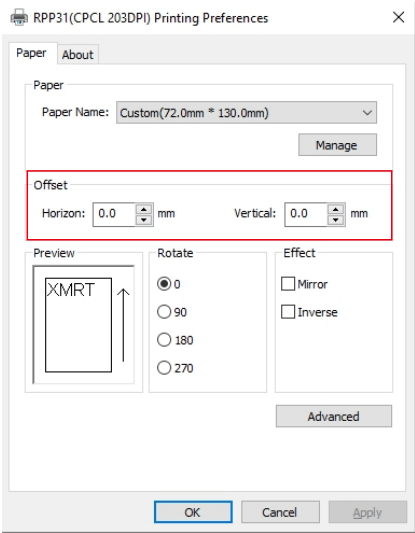 RPP31(CPCL 203DPI) Printing Preferences
Paper About
Paper
Paper Name: Custom(72.0mm * 130.0mm)
Manage
Offset
Horizon: 0.0 mm Vertical: 0.0 mm
Preview Rotate Effect
XMRT 0 Mirror
90 Inverse
180
270
Advanced
OK Cancel Apply